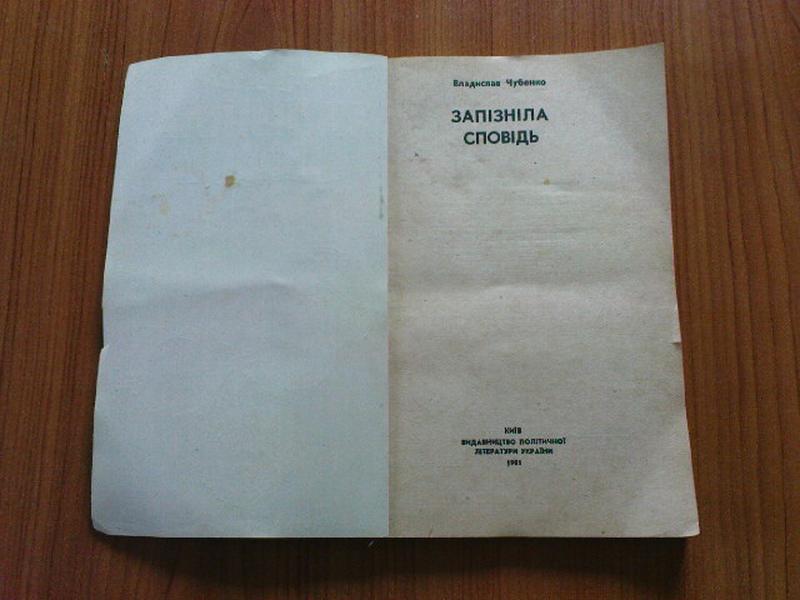 Владислав Чубенко
ЗАПІЗНІЛА
СПОВІДЬ
КИЇВ
ВИДАВНИЦТВО ПОЛІТИЧНОЇ
ЛІТЕРАТУРИ УКРАЇНИ
1981